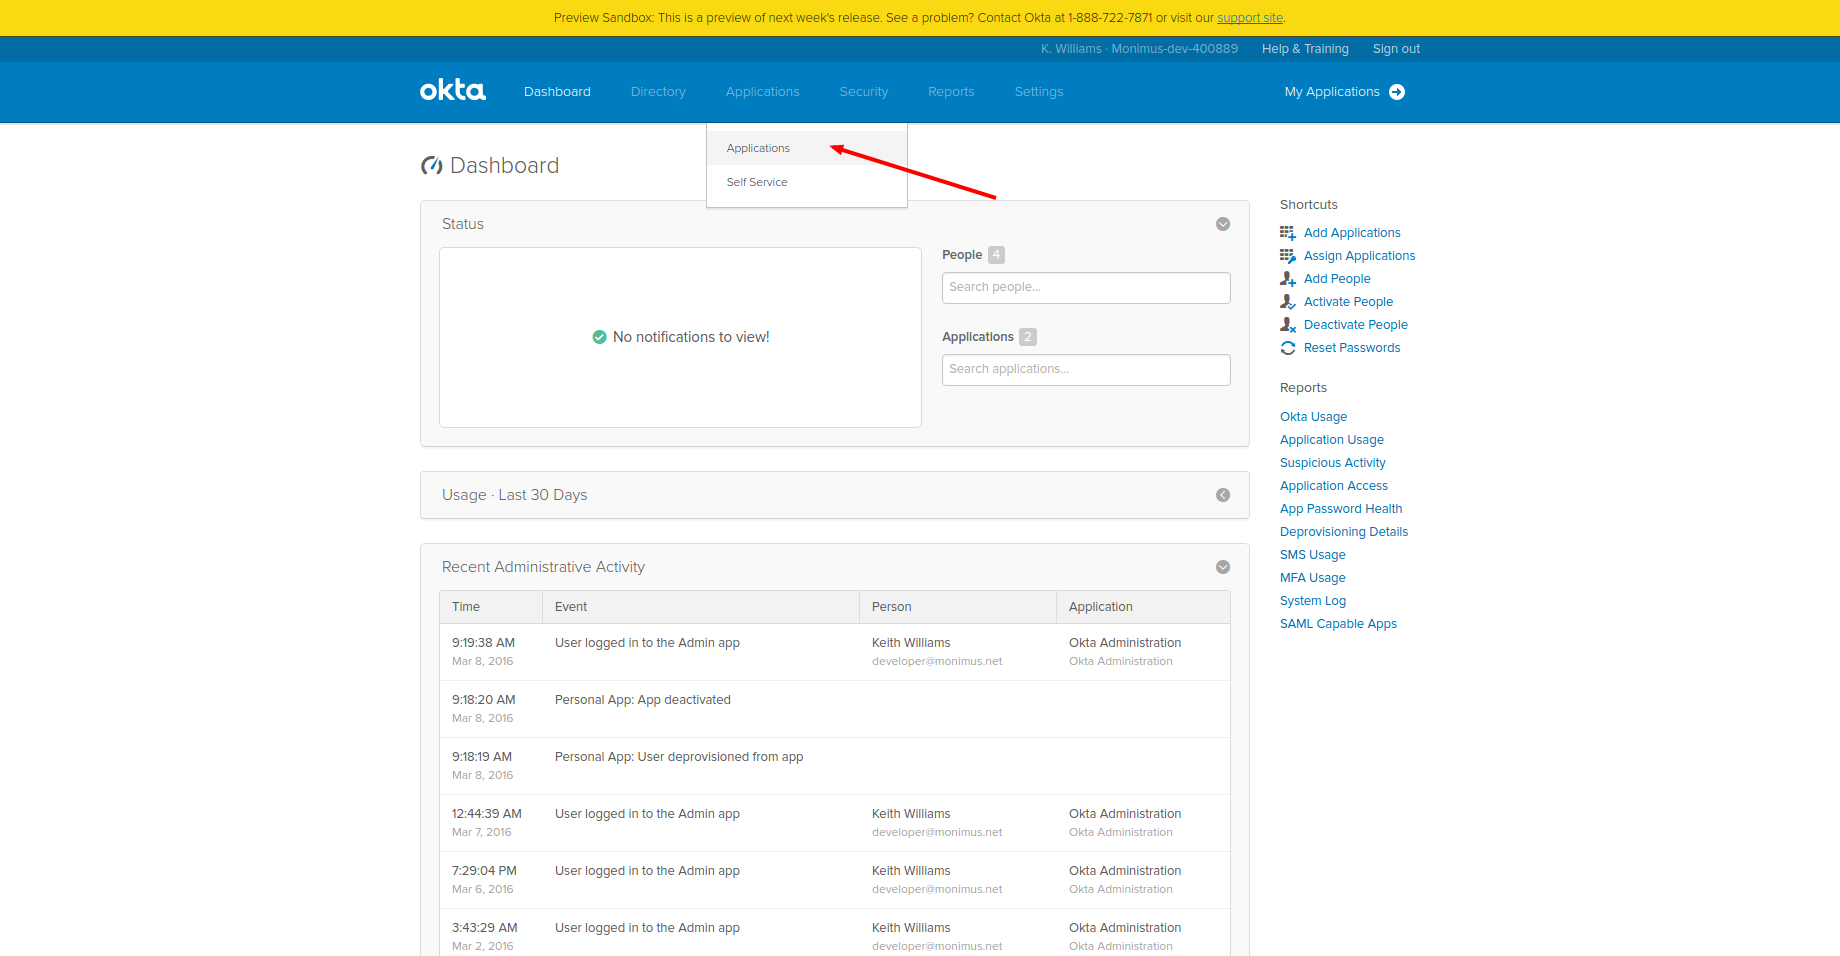 Preview Sandbox: This is a preview of next week's release. See a problem? Contact Okta at 1-888-722-7871 or visit our support site.
K. Williams · Monimus-dev-400889 Help & Training Sign out
okta Dashboard Directory Applications Security Reports Settings My Applications
Applications
Self Service
Dashboard
Status
No notifications to view!
People 4
Search people...
Applications 2
Search applications...
Usage · Last 30 Days
Recent Administrative Activity
Time Event Person Application
9:19:38 AM User logged in to the Admin app Keith Williams Okta Administration
Mar 8, 2016 developer@monimus.net Okta Administration
9:18:20 AM Personal App: App deactivated
Mar 8, 2016
9:18:19 AM Personal App: User deprovisioned from app
Mar 8, 2016
12:44:39 AM User logged in to the Admin app Keith Williams Okta Administration
Mar 7, 2016 developer@monimus.net Okta Administration
7:29:04 PM User logged in to the Admin app Keith Williams Okta Administration
Mar 6, 2016 developer@monimus.net Okta Administration
3:43:29 AM User logged in to the Admin app Keith Williams Okta Administration
Mar 2, 2016 developer@monimus.net Okta Administration
Shortcuts
Add Applications
Assign Applications
Add People
Activate People
Deactivate People
Reset Passwords
Reports
Okta Usage
Application Usage
Suspicious Activity
Application Access
App Password Health
Deprovisioning Details
SMS Usage
MFA Usage
System Log
SAML Capable Apps